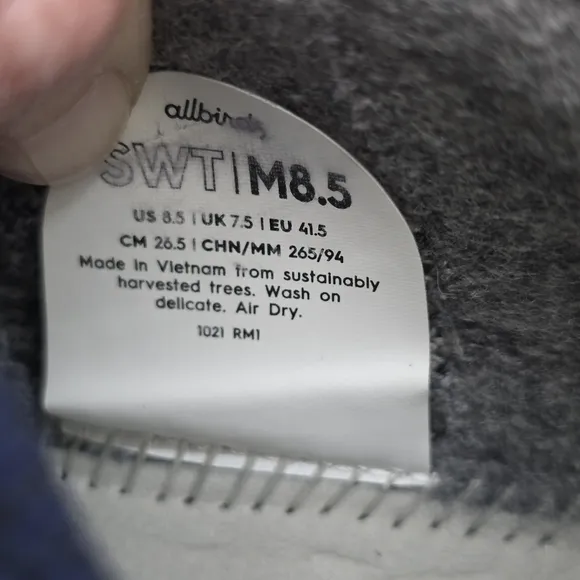 allbirds
SWT | M8.5
US 8.5 | UK 7.5 | EU 41.5
CM 26.5 | CHN/MM 265/94
Made in Vietnam from sustainably
harvested trees. Wash on
delicate. Air Dry.
1021 RM1